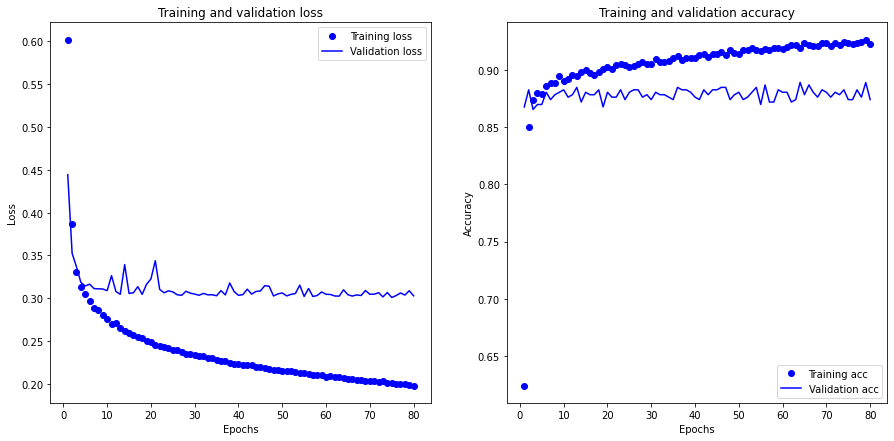 Training and validation loss
Training loss
Validation loss
0.60
0.55
0.50
0.45
0.40
0.35
0.30
0.25
0.20
Loss
0 10 20 30 40 50 60 70 80
Epochs
Training and validation accuracy
0.90
0.85
0.80
0.75
0.70
0.65
Accuracy
Training acc
Validation acc
0 10 20 30 40 50 60 70 80
Epochs